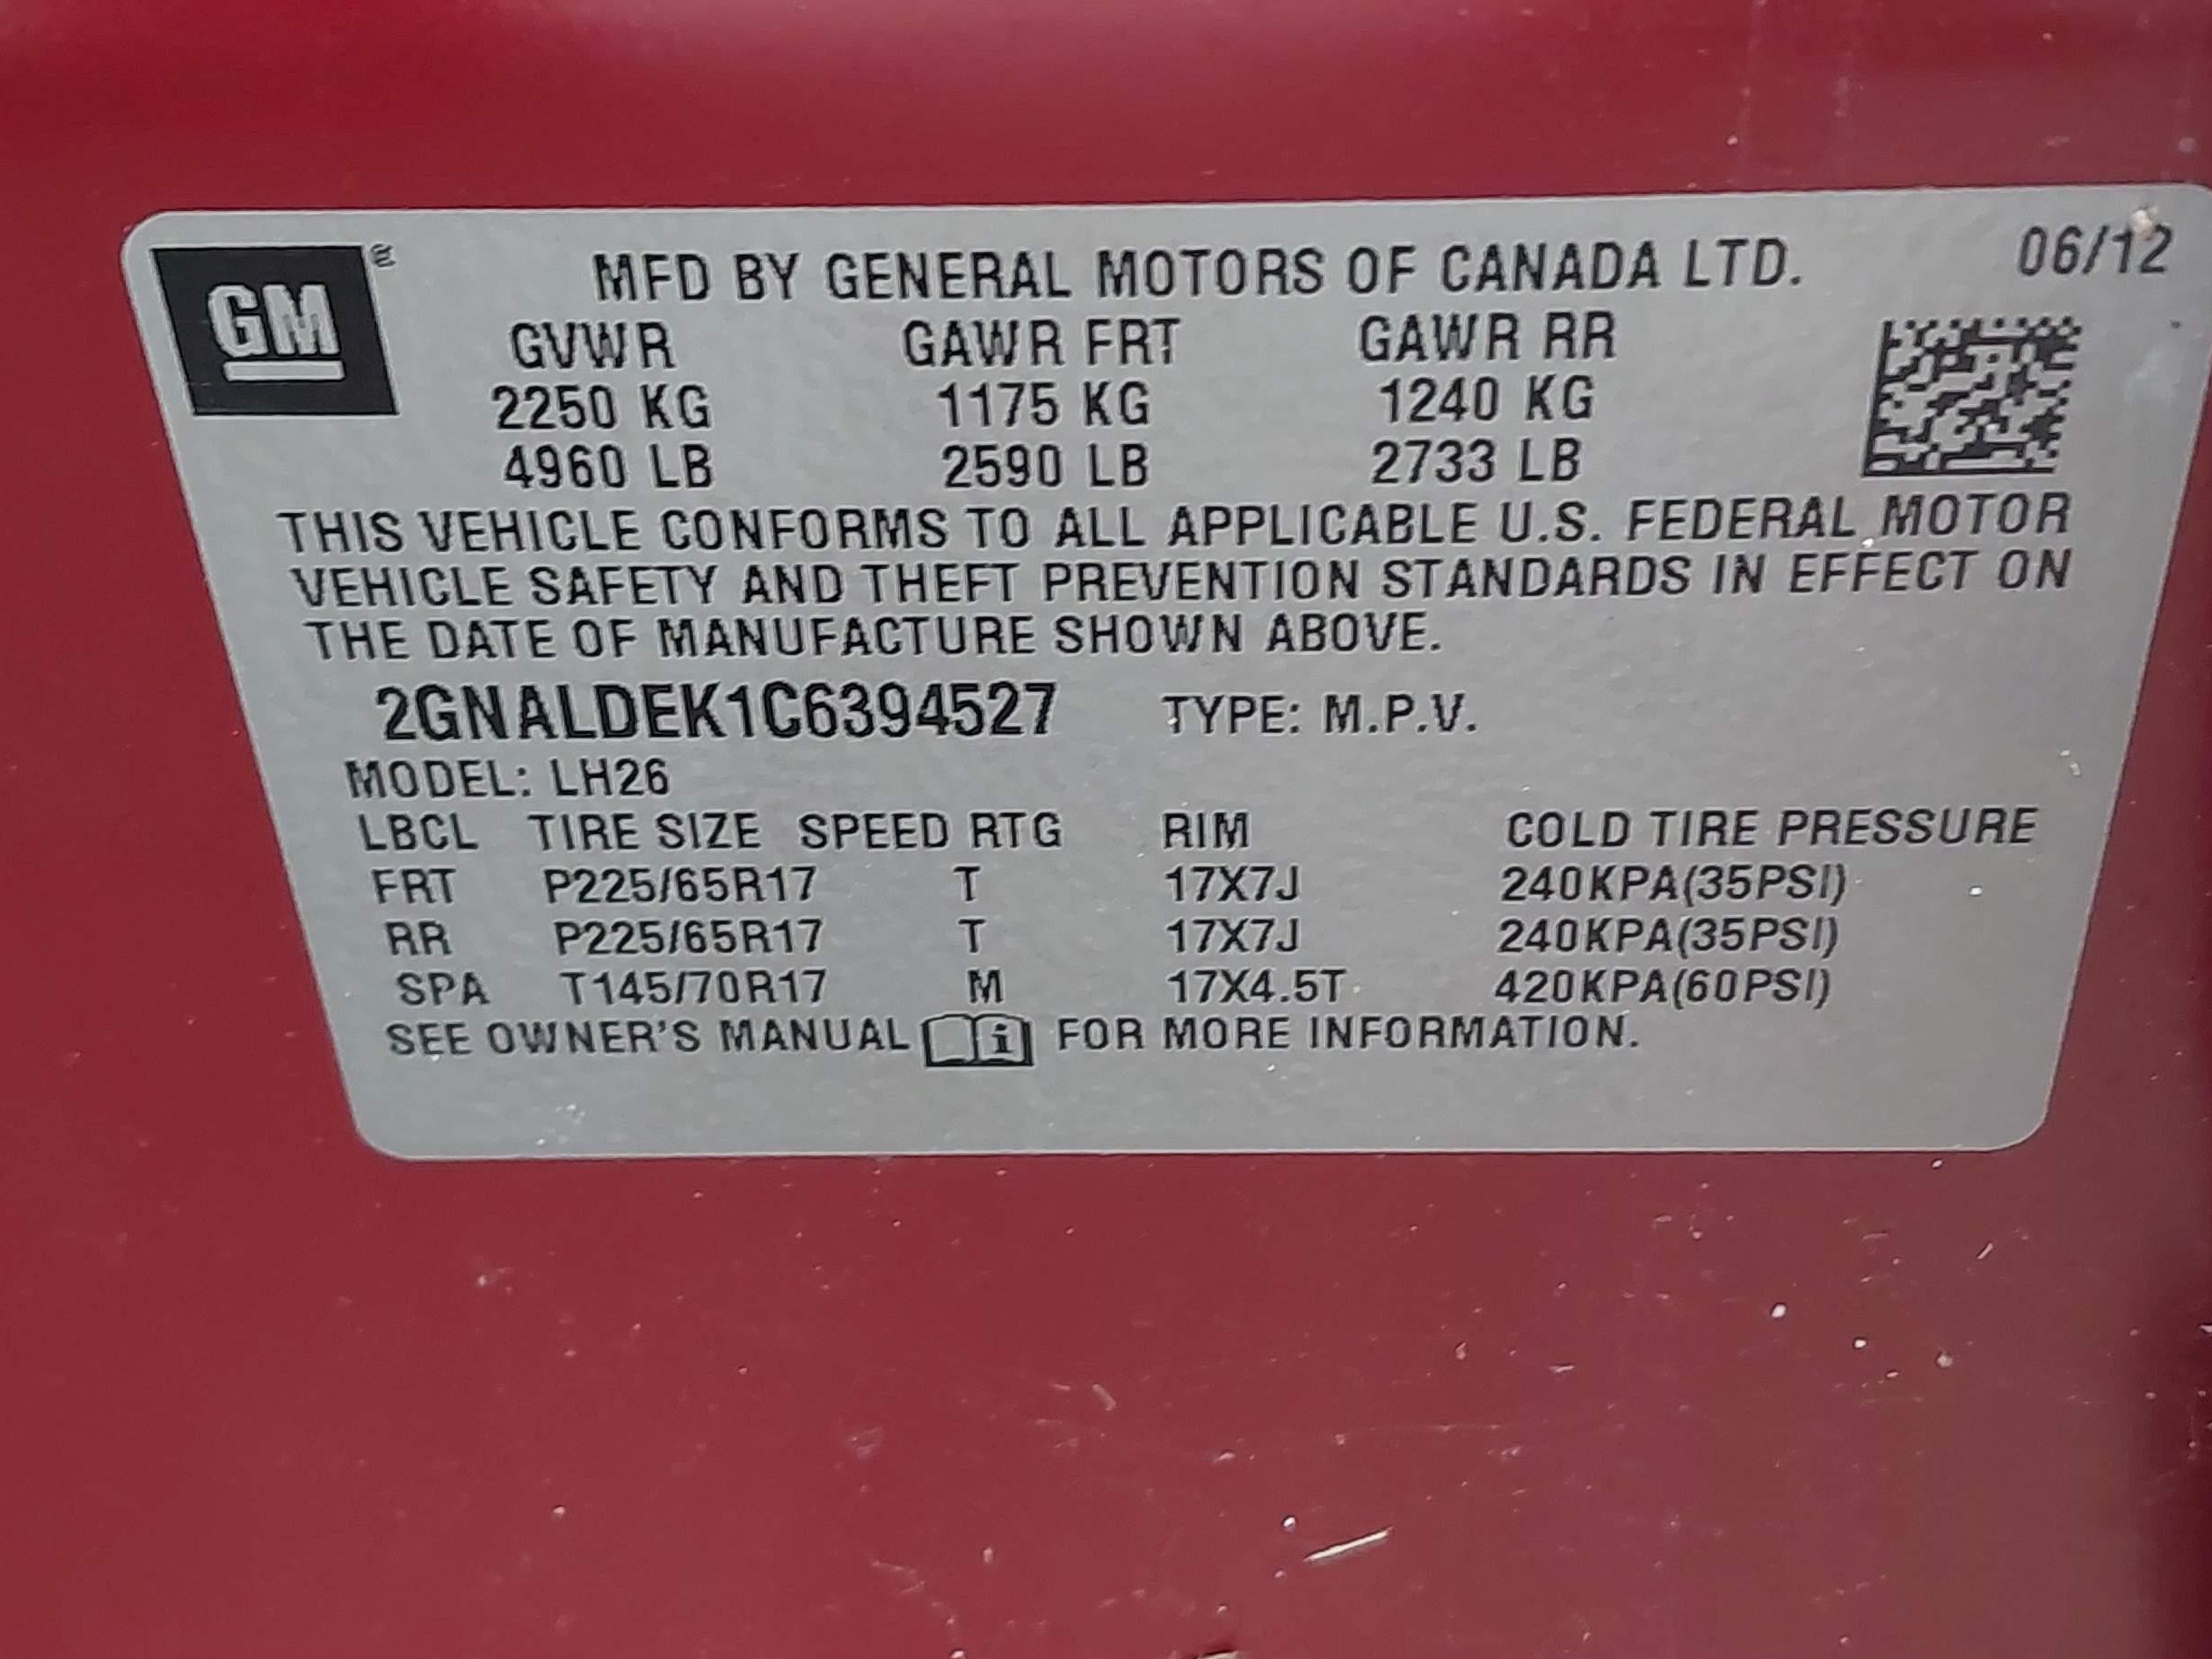 GM ®
MFD BY GENERAL MOTORS OF CANADA LTD. 06/12
GVWR GAWR FRT GAWR RR
2250 KG 1175 KG 1240 KG
4960 LB 2590 LB 2733 LB
THIS VEHICLE CONFORMS TO ALL APPLICABLE U.S. FEDERAL MOTOR
VEHICLE SAFETY AND THEFT PREVENTION STANDARDS IN EFFECT ON
THE DATE OF MANUFACTURE SHOWN ABOVE.
2GNALDEK1C6394527 TYPE: M.P.V.
MODEL: LH26
LBCL TIRE SIZE SPEED RTG RIM COLD TIRE PRESSURE
FRT P225/65R17 T 17X7J 240KPA(35PSI)
RR P225/65R17 T 17X7J 240KPA(35PSI)
SPA T145/70R17 M 17X4.5T 420KPA(60PSI)
SEE OWNER'S MANUAL i FOR MORE INFORMATION.